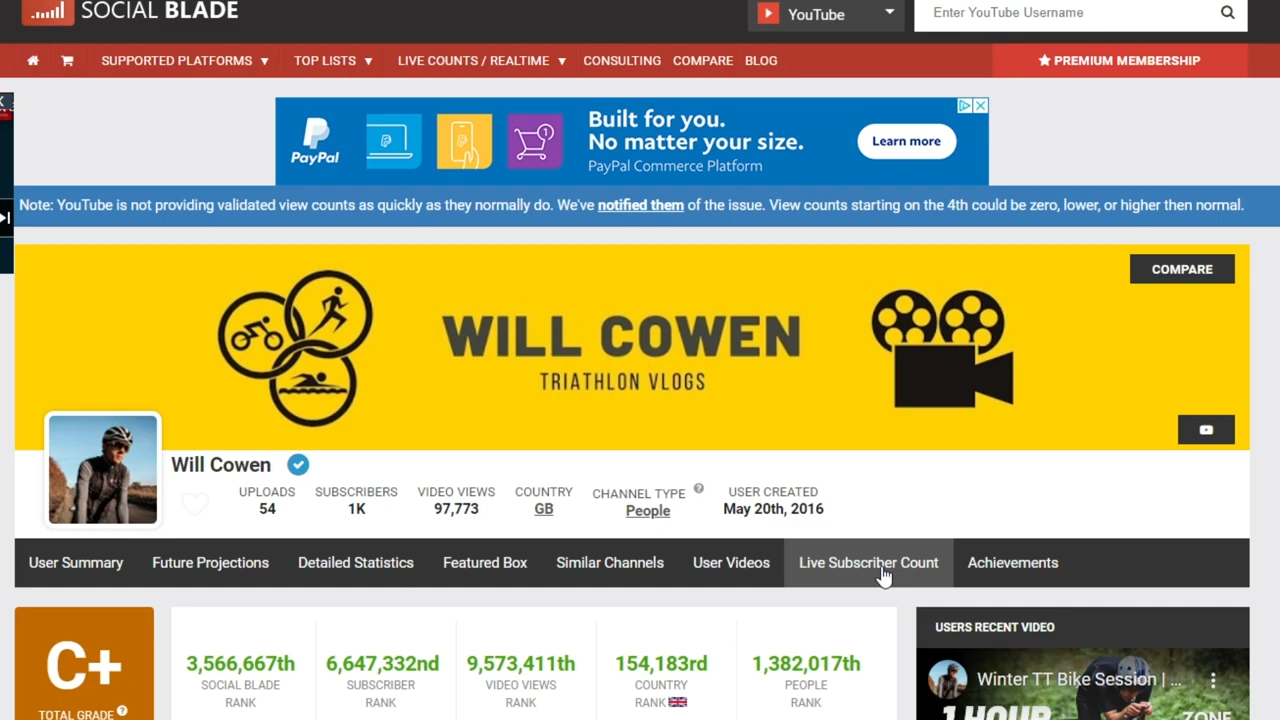 SOCIAL BLADE
YouTube
Enter YouTube Username
SUPPORTED PLATFORMS ▼
TOP LISTS ▼
LIVE COUNTS / REALTIME ▼
CONSULTING
COMPARE
BLOG
★ PREMIUM MEMBERSHIP
PayPal
Built for you.
No matter your size.
PayPal Commerce Platform
Learn more
Note: YouTube is not providing validated view counts as quickly as they normally do. We've notified them of the issue. View counts starting on the 4th could be zero, lower, or higher then normal.
COMPARE
WILL COWEN
TRIATHLON VLOGS
Will Cowen
UPLOADS
54
SUBSCRIBERS
1K
VIDEO VIEWS
97,773
COUNTRY
GB
CHANNEL TYPE
People
USER CREATED
May 20th, 2016
User Summary
Future Projections
Detailed Statistics
Featured Box
Similar Channels
User Videos
Live Subscriber Count
Achievements
C+
TOTAL GRADE
3,566,667th
SOCIAL BLADE
RANK
6,647,332nd
SUBSCRIBER
RANK
9,573,411th
VIDEO VIEWS
RANK
154,183rd
COUNTRY
RANK
1,382,017th
PEOPLE
RANK
USERS RECENT VIDEO
Winter TT Bike Session | ...
1 HOUR
ZONE